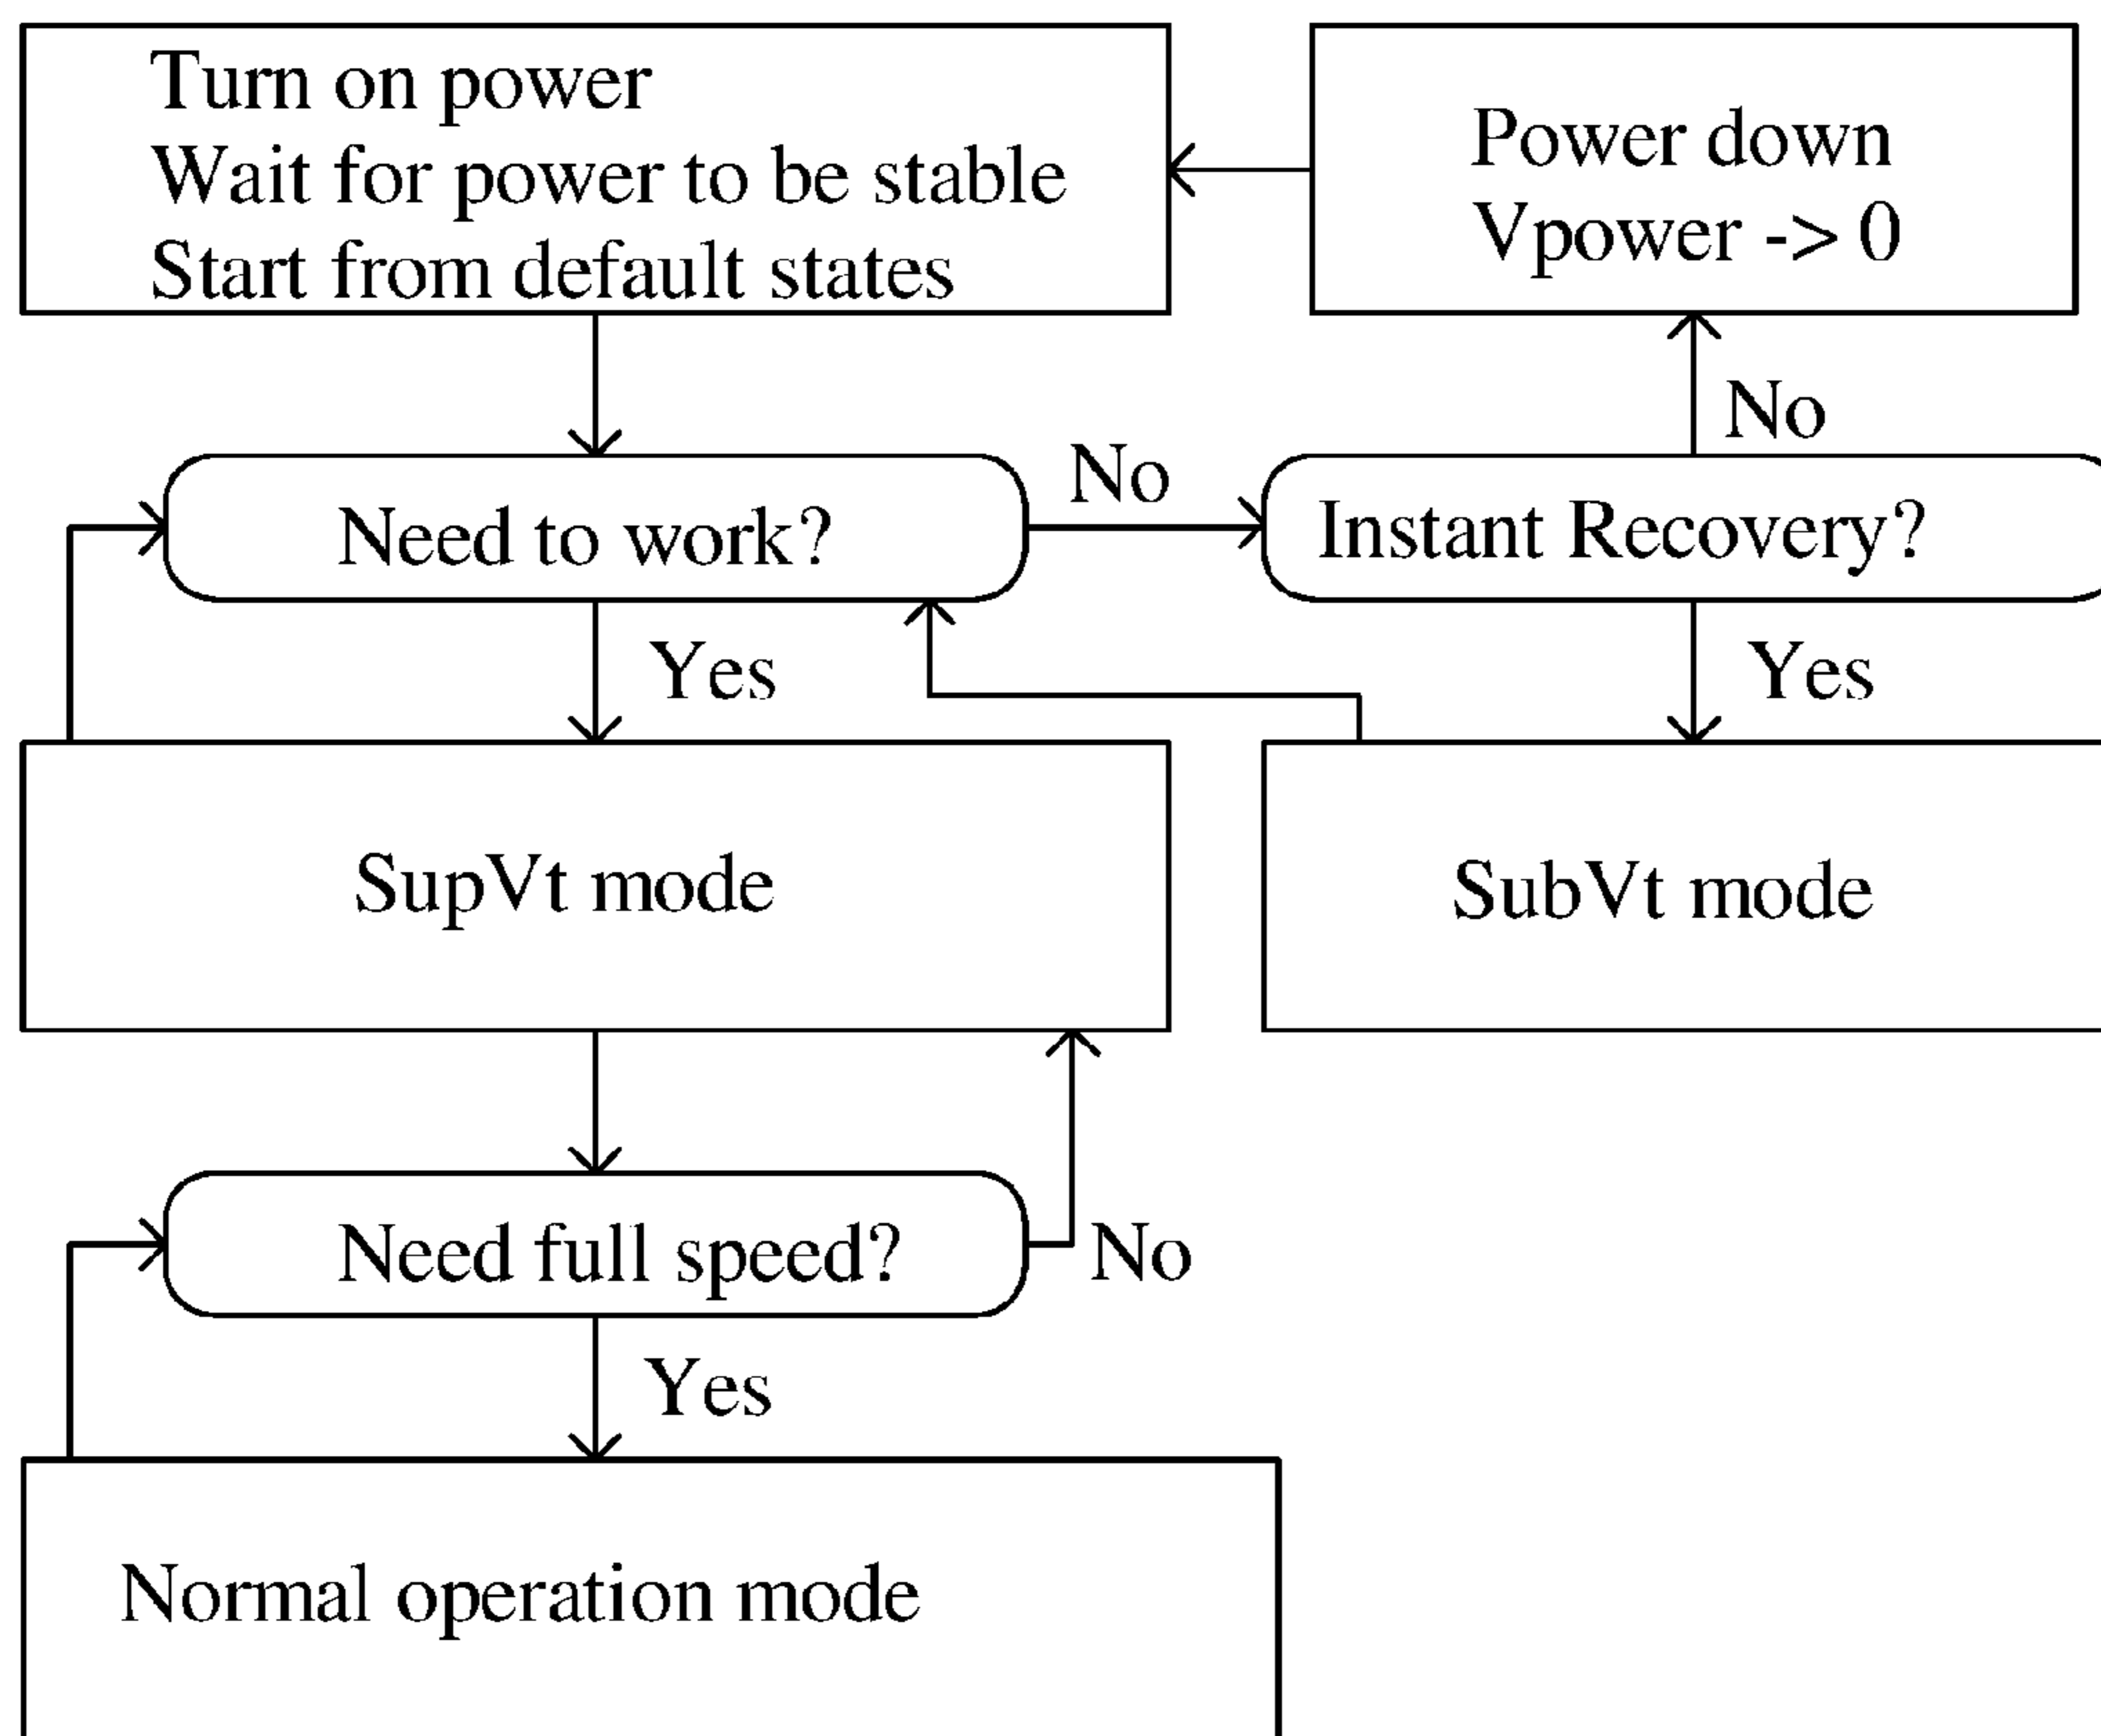 Turn on power
Wait for power to be stable
Start from default states
Power down
Vpower -> 0
No
Need to work?
No
Instant Recovery?
Yes
Yes
SupVt mode
SubVt mode
Need full speed?
No
Yes
Normal operation mode